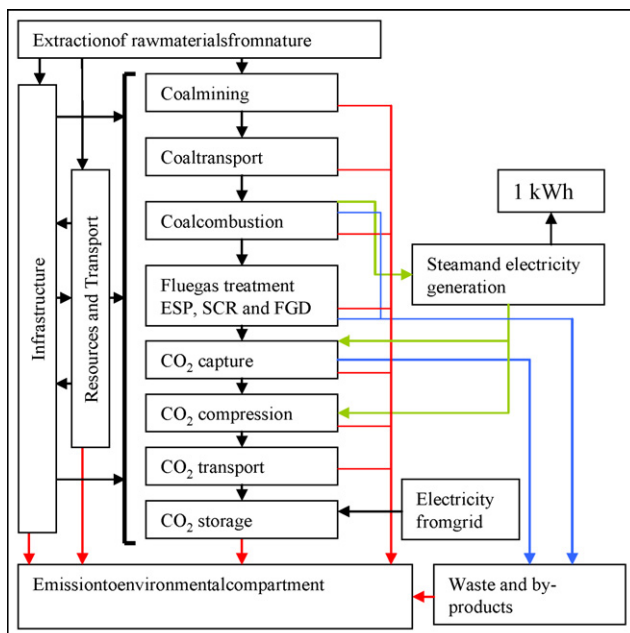 Extractionof rawmaterialsfromnature
Coalmining
Coaltransport
1 kWh
Coalcombustion
Steamand electricity
generation
Fluegas treatment
ESP, SCR and FGD
Infrastructure
Resources and Transport
CO₂ capture
CO₂ compression
CO₂ transport
Electricity
fromgrid
CO₂ storage
Emissiontoenvironmentalcompartment
Waste and by-
products